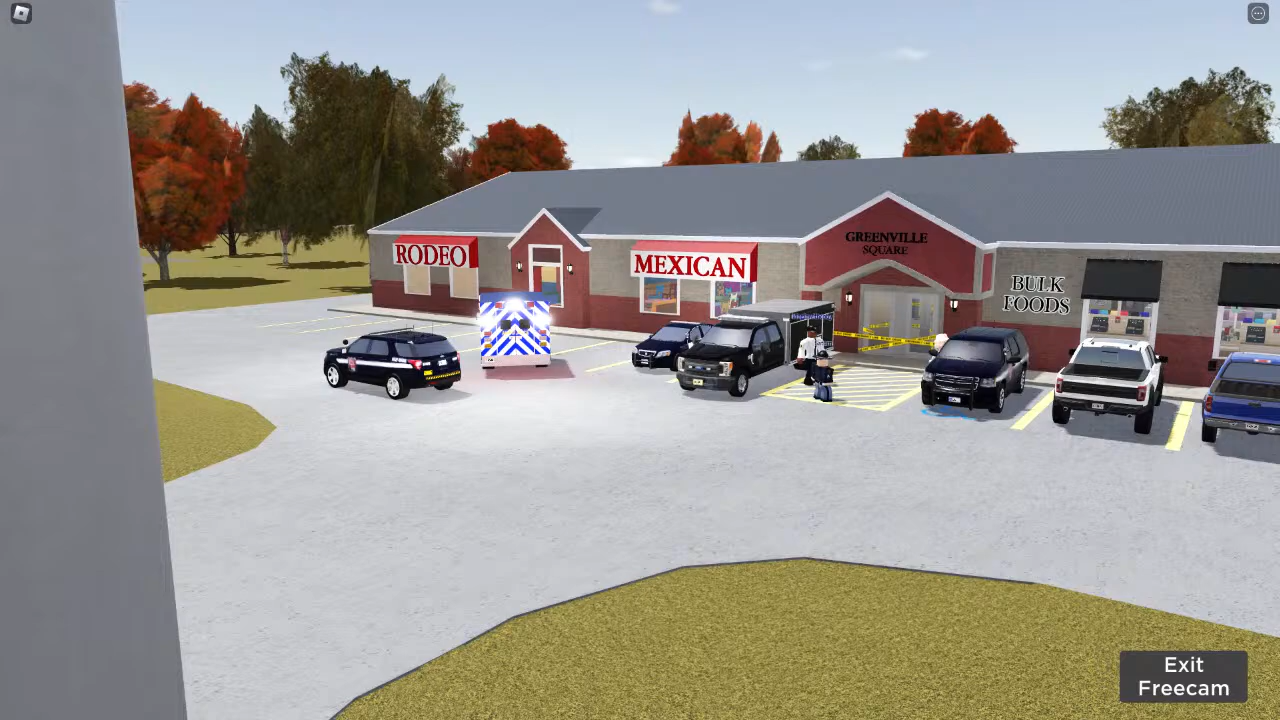 RODEO
MEXICAN
GREENVILLE
SQUARE
BULK
FOODS
Exit
Freecam